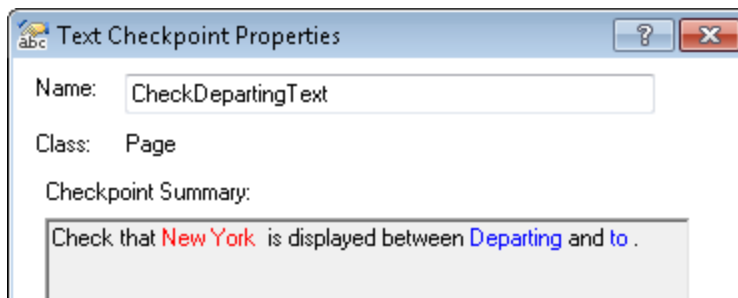 abc Text Checkpoint Properties ?
Name: CheckDepartingText
Class: Page
Checkpoint Summary:
Check that New York is displayed between Departing and to .